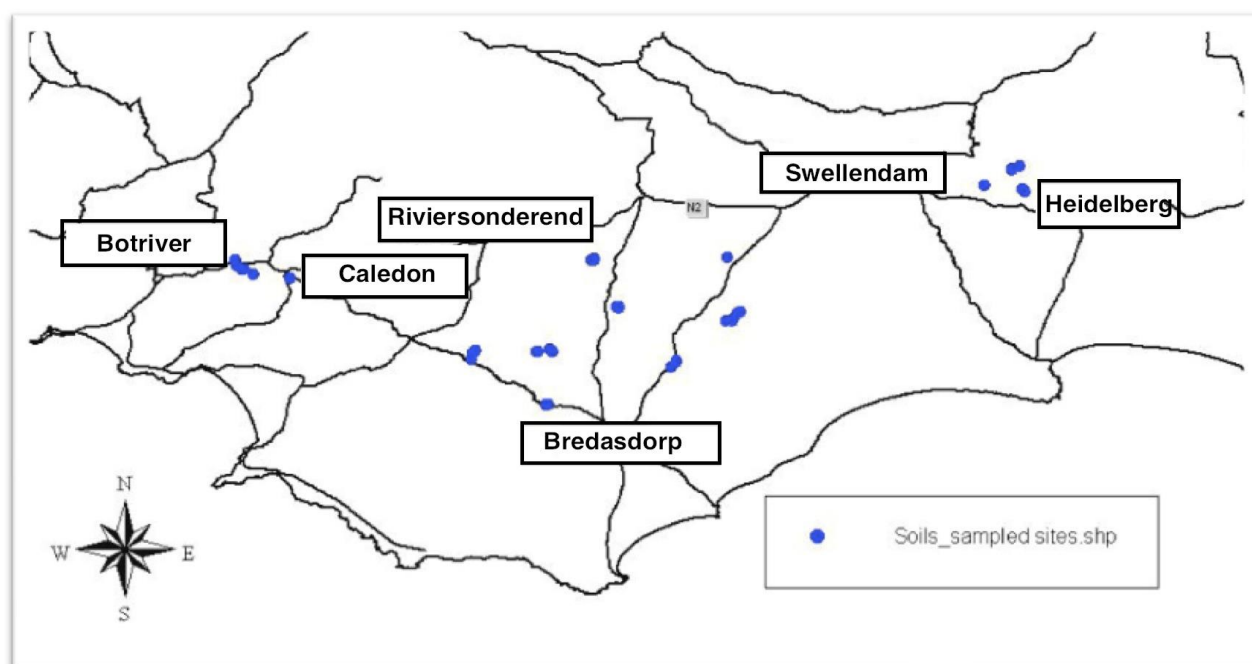 Swellendam
Heidelberg
N2
Riviersonderend
Botriver
Caledon
Bredasdorp
N
W E
S
Soils_sampled sites.shp